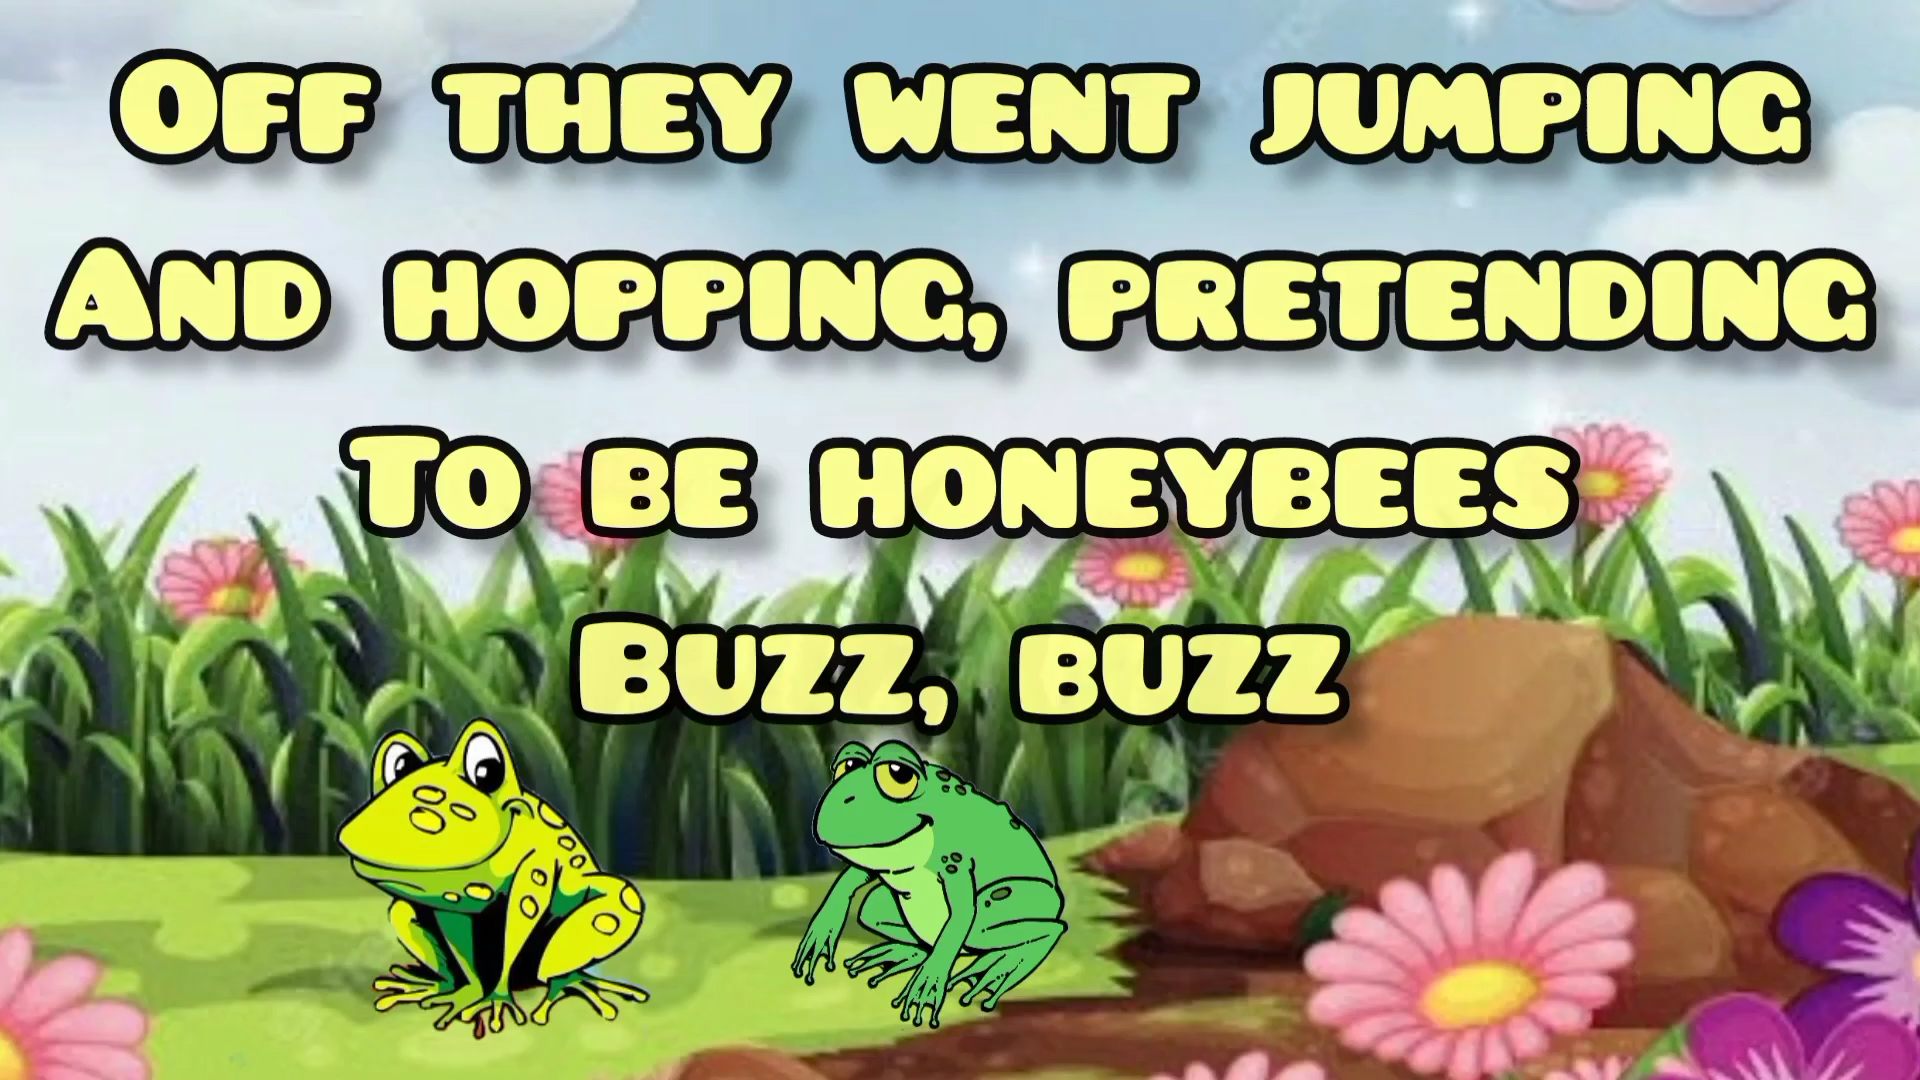 Off they went jumping
And hopping, pretending
To be honeybees
Buzz, buzz